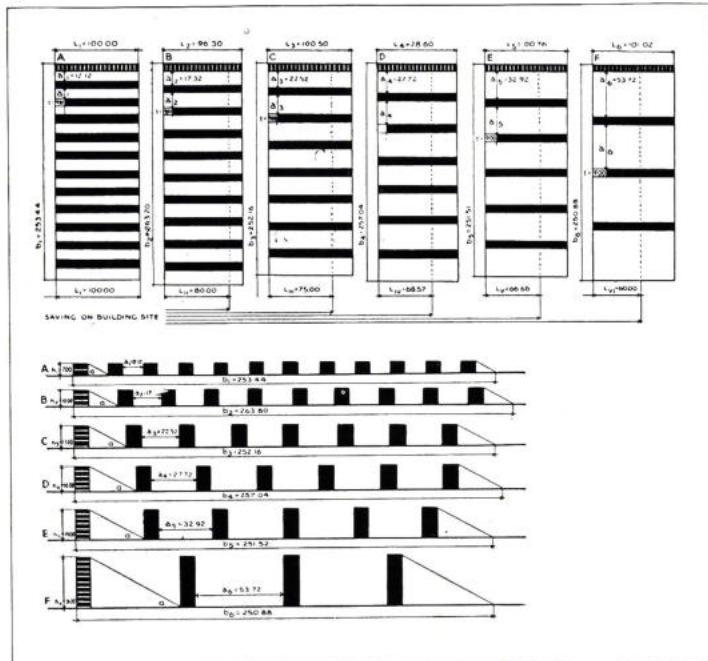 L₁=100.00
L₂=96.30
L₃=100.50
L₄=28.60
L₆=101.02
A
B
C
D
E
F
a₁=12.12
a₂=17.32
a₃=22.52
a₄=27.72
a₅=32.92
a₆=53.72
b₁=253.44
b₃=252.16
b₄=257.04
b₅=251.51
b₆=250.88
L₁=100.00
L₁₁=80.00
L₁₁₁=75.00
Lᵢᵥ=68.57
Lᵥ=66.66
Lᵥᵢ=60.00
SAVING ON BUILDING SITE
A
a
b₁=253.44
B
a
b₂=263.80
C
a
a₃=22.52
b₃=252.16
D
a
a₄=27.72
b₄=257.04
E
a
a₅=32.92
b₅=251.52
F
a
a₆=53.72
b₆=250.88